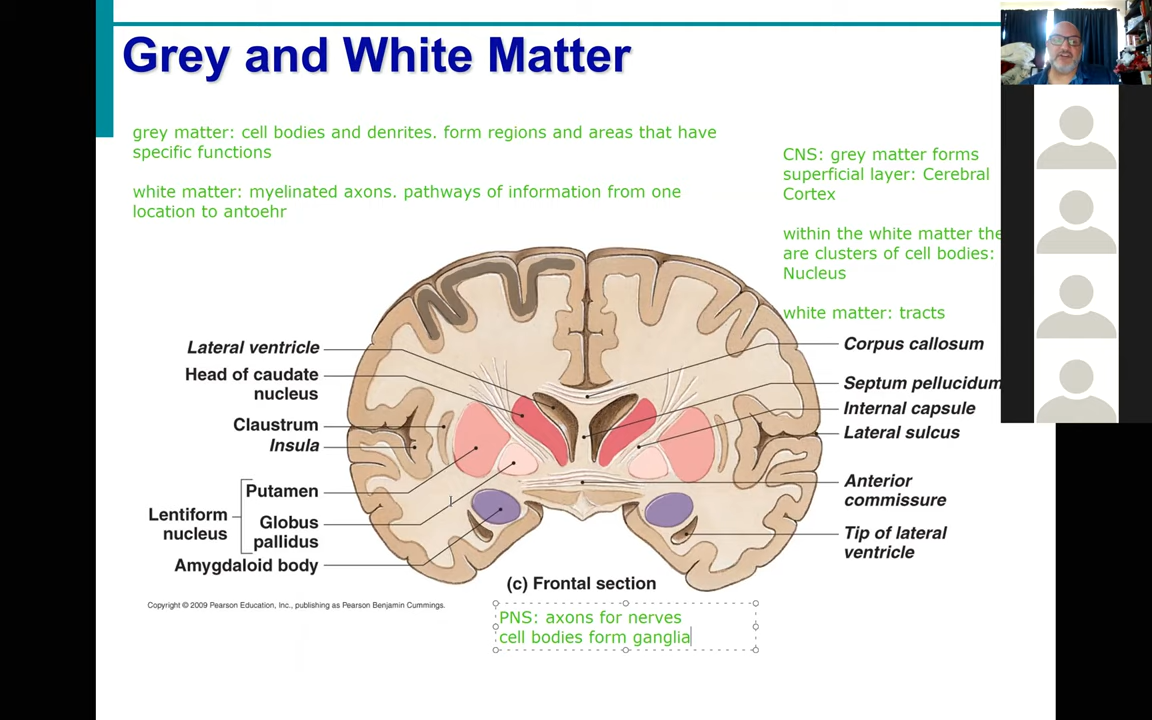 Grey and White Matter
grey matter: cell bodies and denrites. form regions and areas that have
specific functions
white matter: myelinated axons. pathways of information from one
location to antoehr
CNS: grey matter forms
superficial layer: Cerebral
Cortex
within the white matter the
are clusters of cell bodies:
Nucleus
white matter: tracts
Lateral ventricle
Head of caudate
nucleus
Claustrum
Insula
Putamen
Lentiform
nucleus
Globus
pallidus
Amygdaloid body
Corpus callosum
Septum pellucidum
Internal capsule
Lateral sulcus
Anterior
commissure
Tip of lateral
ventricle
(c) Frontal section
Copyright © 2009 Pearson Education, Inc., publishing as Pearson Benjamin Cummings.
PNS: axons for nerves
cell bodies form ganglia